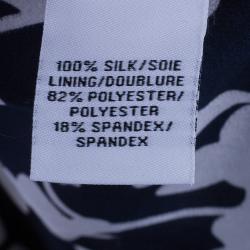 100% SILK/SOIE
LINING/DOUBLURE
82% POLYESTER/
POLYESTER
18% SPANDEX/
SPANDEX